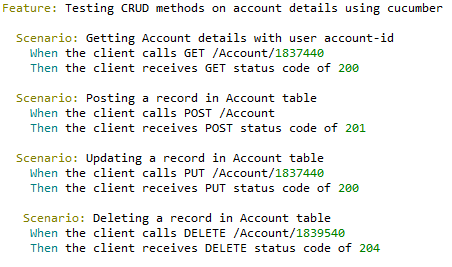 Feature: Testing CRUD methods on account details using cucumber
Scenario: Getting Account details with user account-id
When the client calls GET /Account/1837440
Then the client receives GET status code of 200
Scenario: Posting a record in Account table
When the client calls POST /Account
Then the client receives POST status code of 201
Scenario: Updating a record in Account table
When the client calls PUT /Account/1837440
Then the client receives PUT status code of 200
Scenario: Deleting a record in Account table
When the client calls DELETE /Account/1839540
Then the client receives DELETE status code of 204